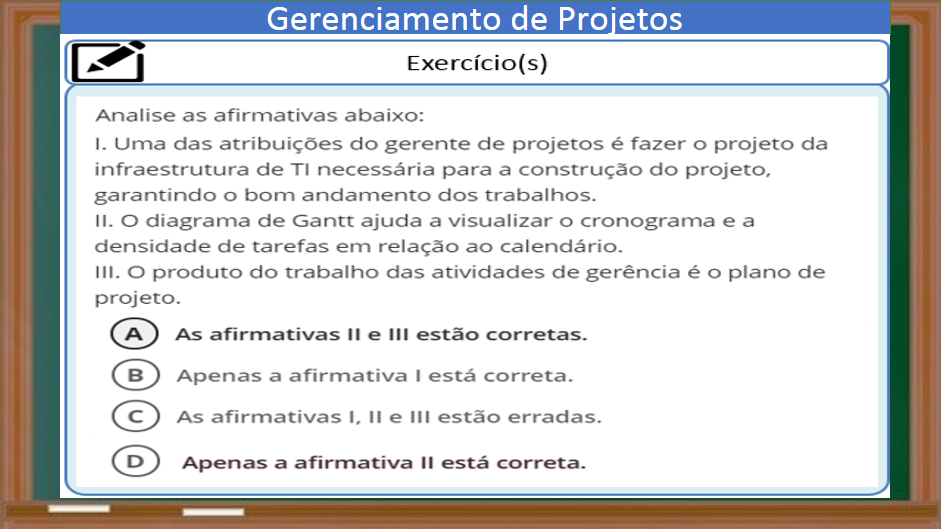 Gerenciamento de Projetos
Exercício(s)
Analise as afirmativas abaixo:
I. Uma das atribuições do gerente de projetos é fazer o projeto da
infraestrutura de TI necessária para a construção do projeto,
garantindo o bom andamento dos trabalhos.
II. O diagrama de Gantt ajuda a visualizar o cronograma e a
densidade de tarefas em relação ao calendário.
III. O produto do trabalho das atividades de gerência é o plano de
projeto.
A As afirmativas II e III estão corretas.
B Apenas a afirmativa I está correta.
C As afirmativas I, II e III estão erradas.
D Apenas a afirmativa II está correta.